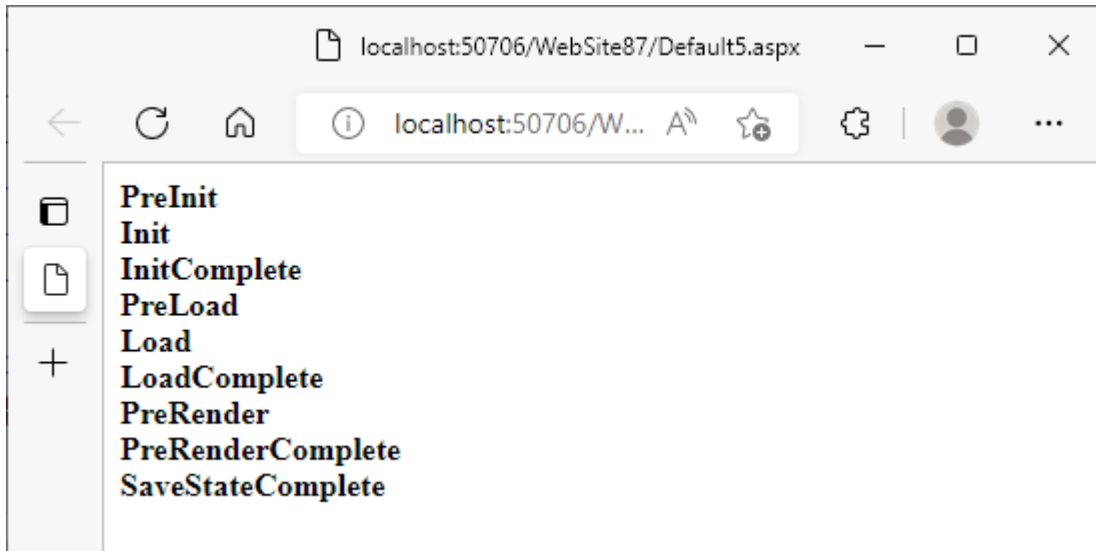 localhost:50706/WebSite87/Default5.aspx
localhost:50706/W...
PreInit
Init
InitComplete
PreLoad
Load
LoadComplete
PreRender
PreRenderComplete
SaveStateComplete